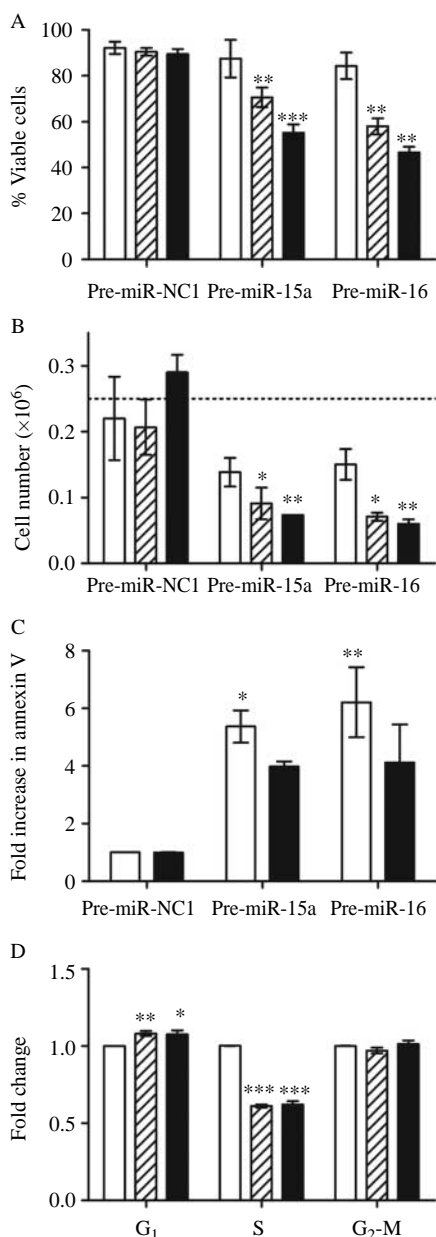 A
% Viable cells
100
80
60
40
20
0
** *** ** **
Pre-miR-NC1 Pre-miR-15a Pre-miR-16
B
Cell number (×10⁶)
0.3
0.2
0.1
0.0
* ** * **
Pre-miR-NC1 Pre-miR-15a Pre-miR-16
C
Fold increase in annexin V
8
6
4
2
0
* **
Pre-miR-NC1 Pre-miR-15a Pre-miR-16
D
Fold change
1.5
1.0
0.5
0.0
** * *** ***
G₁ S G₂-M